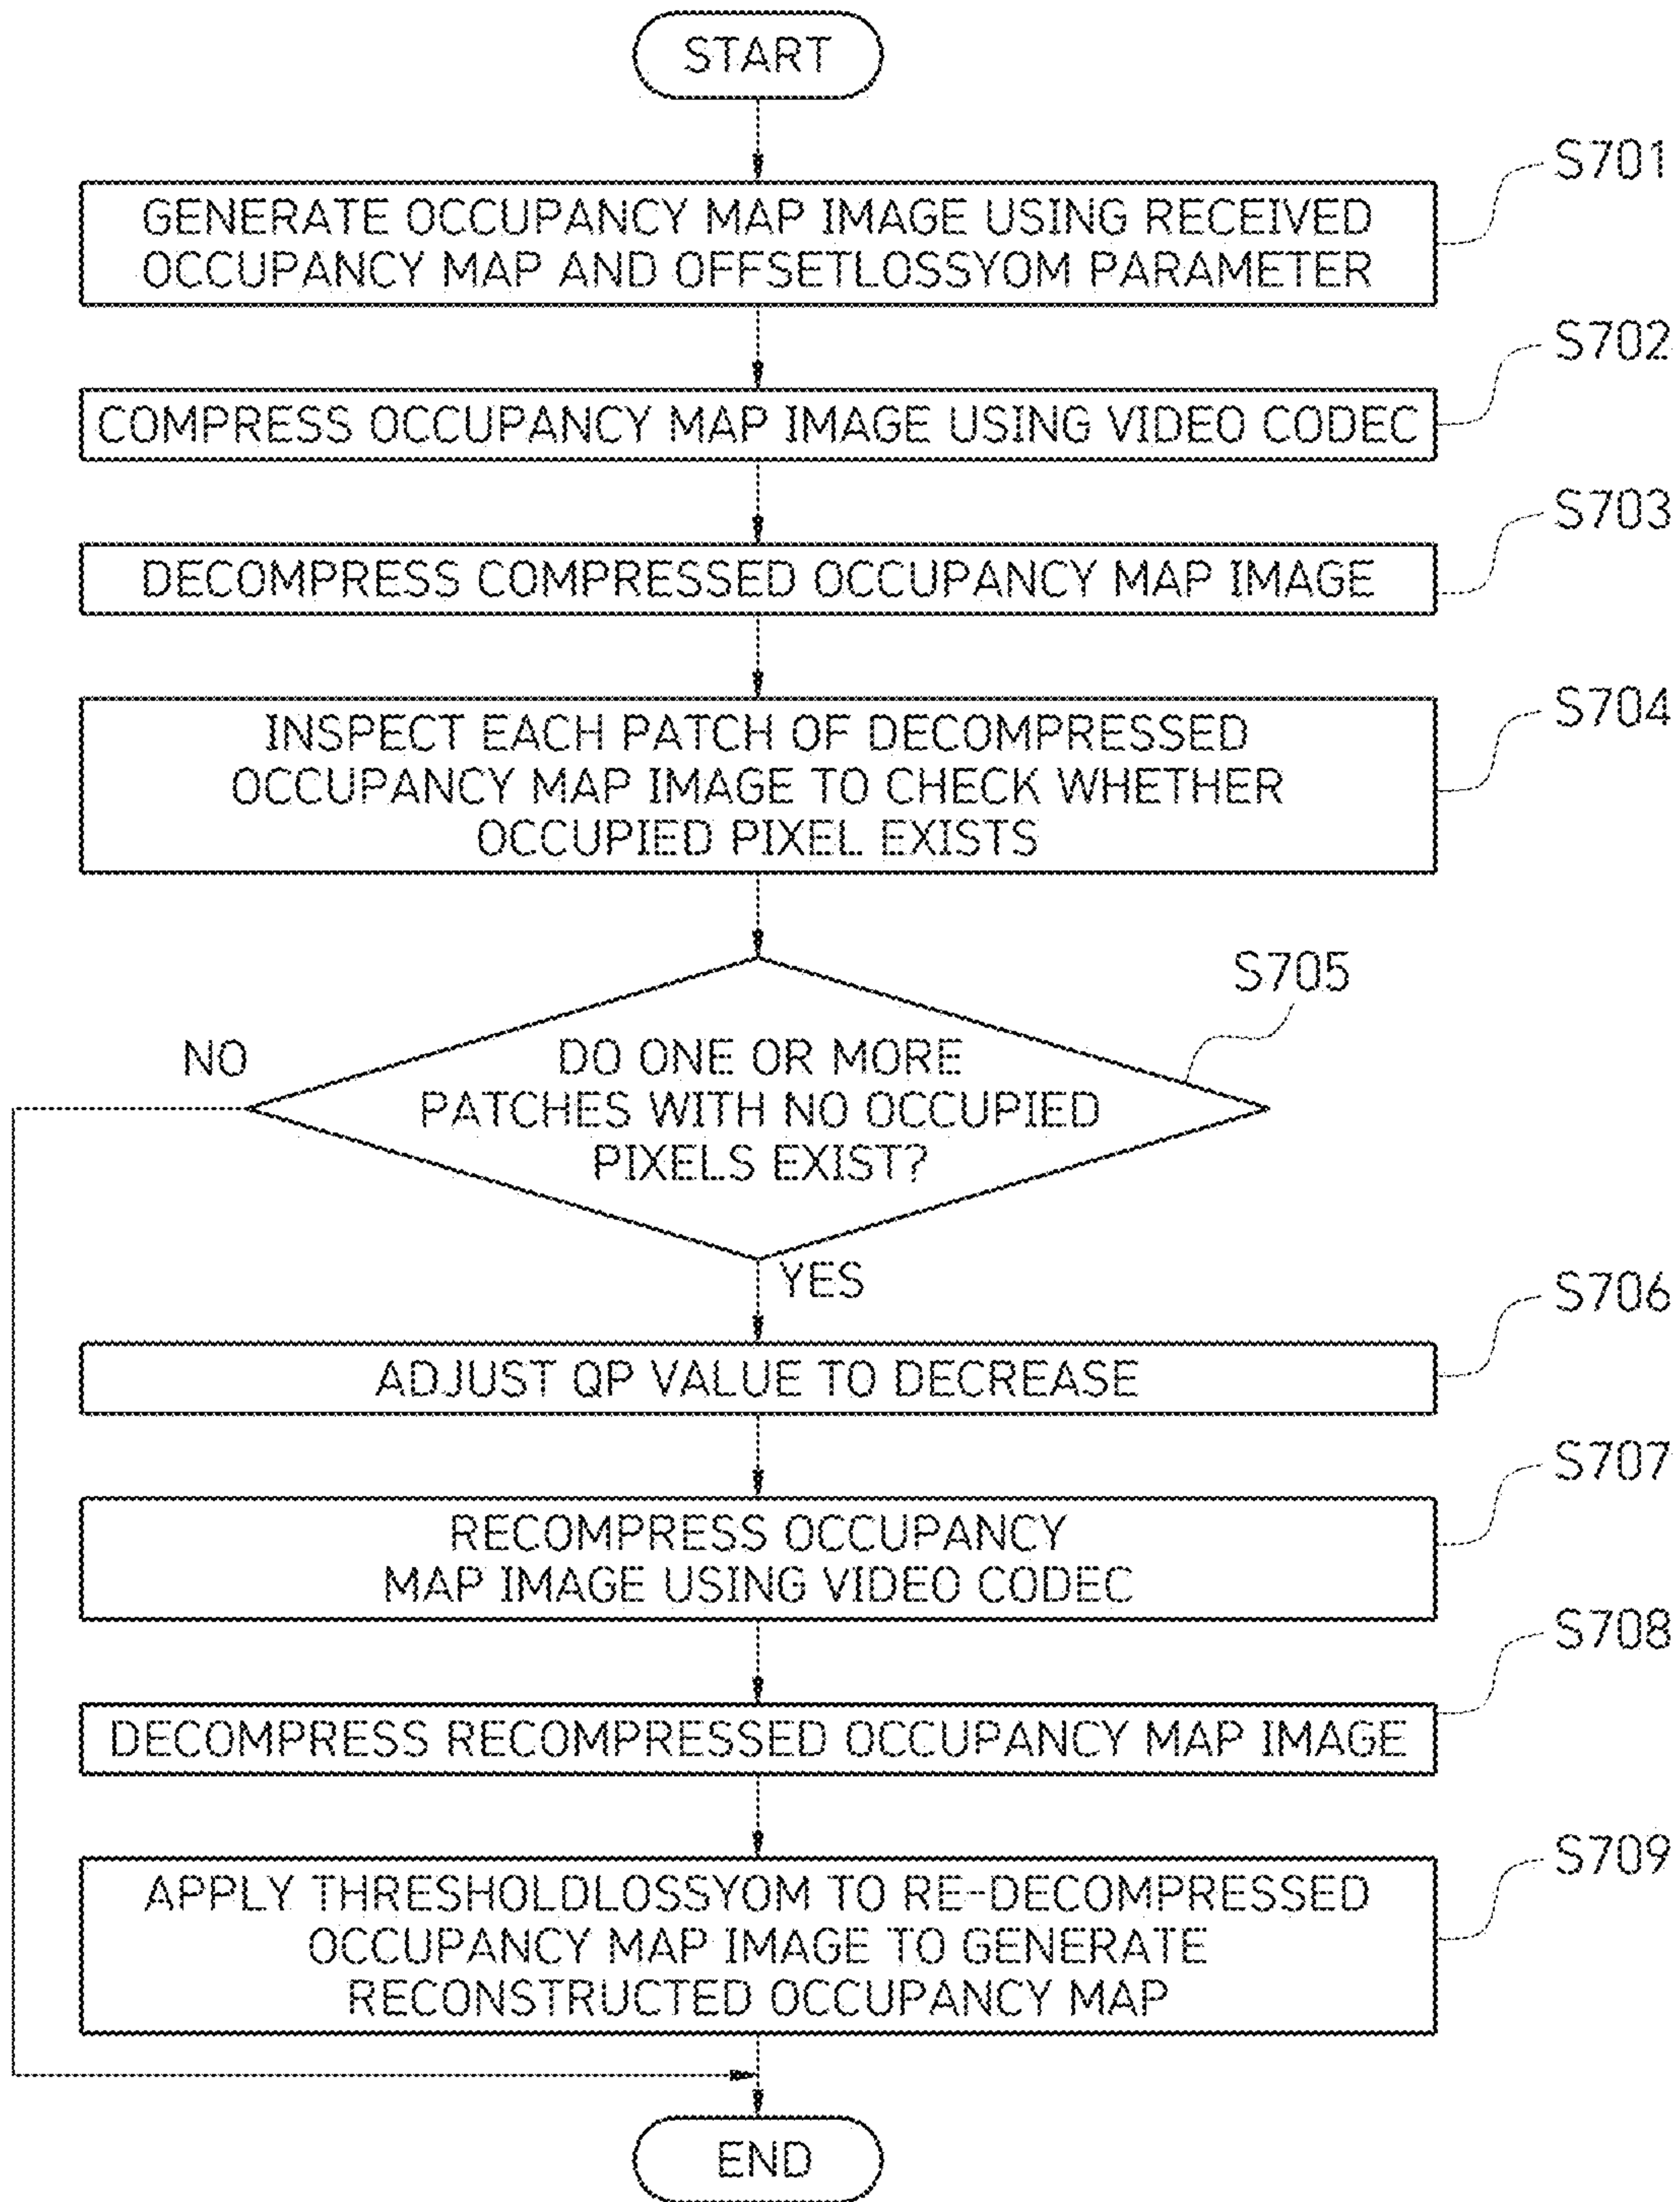 START
S701
GENERATE OCCUPANCY MAP IMAGE USING RECEIVED
OCCUPANCY MAP AND OFFSETLOSSYOM PARAMETER
S702
COMPRESS OCCUPANCY MAP IMAGE USING VIDEO CODEC
S703
DECOMPRESS COMPRESSED OCCUPANCY MAP IMAGE
S704
INSPECT EACH PATCH OF DECOMPRESSED
OCCUPANCY MAP IMAGE TO CHECK WHETHER
OCCUPIED PIXEL EXISTS
S705
NO
DO ONE OR MORE
PATCHES WITH NO OCCUPIED
PIXELS EXIST?
YES
S706
ADJUST QP VALUE TO DECREASE
S707
RECOMPRESS OCCUPANCY
MAP IMAGE USING VIDEO CODEC
S708
DECOMPRESS RECOMPRESSED OCCUPANCY MAP IMAGE
S709
APPLY THRESHOLDLOSSYOM TO RE-DECOMPRESSED
OCCUPANCY MAP IMAGE TO GENERATE
RECONSTRUCTED OCCUPANCY MAP
END